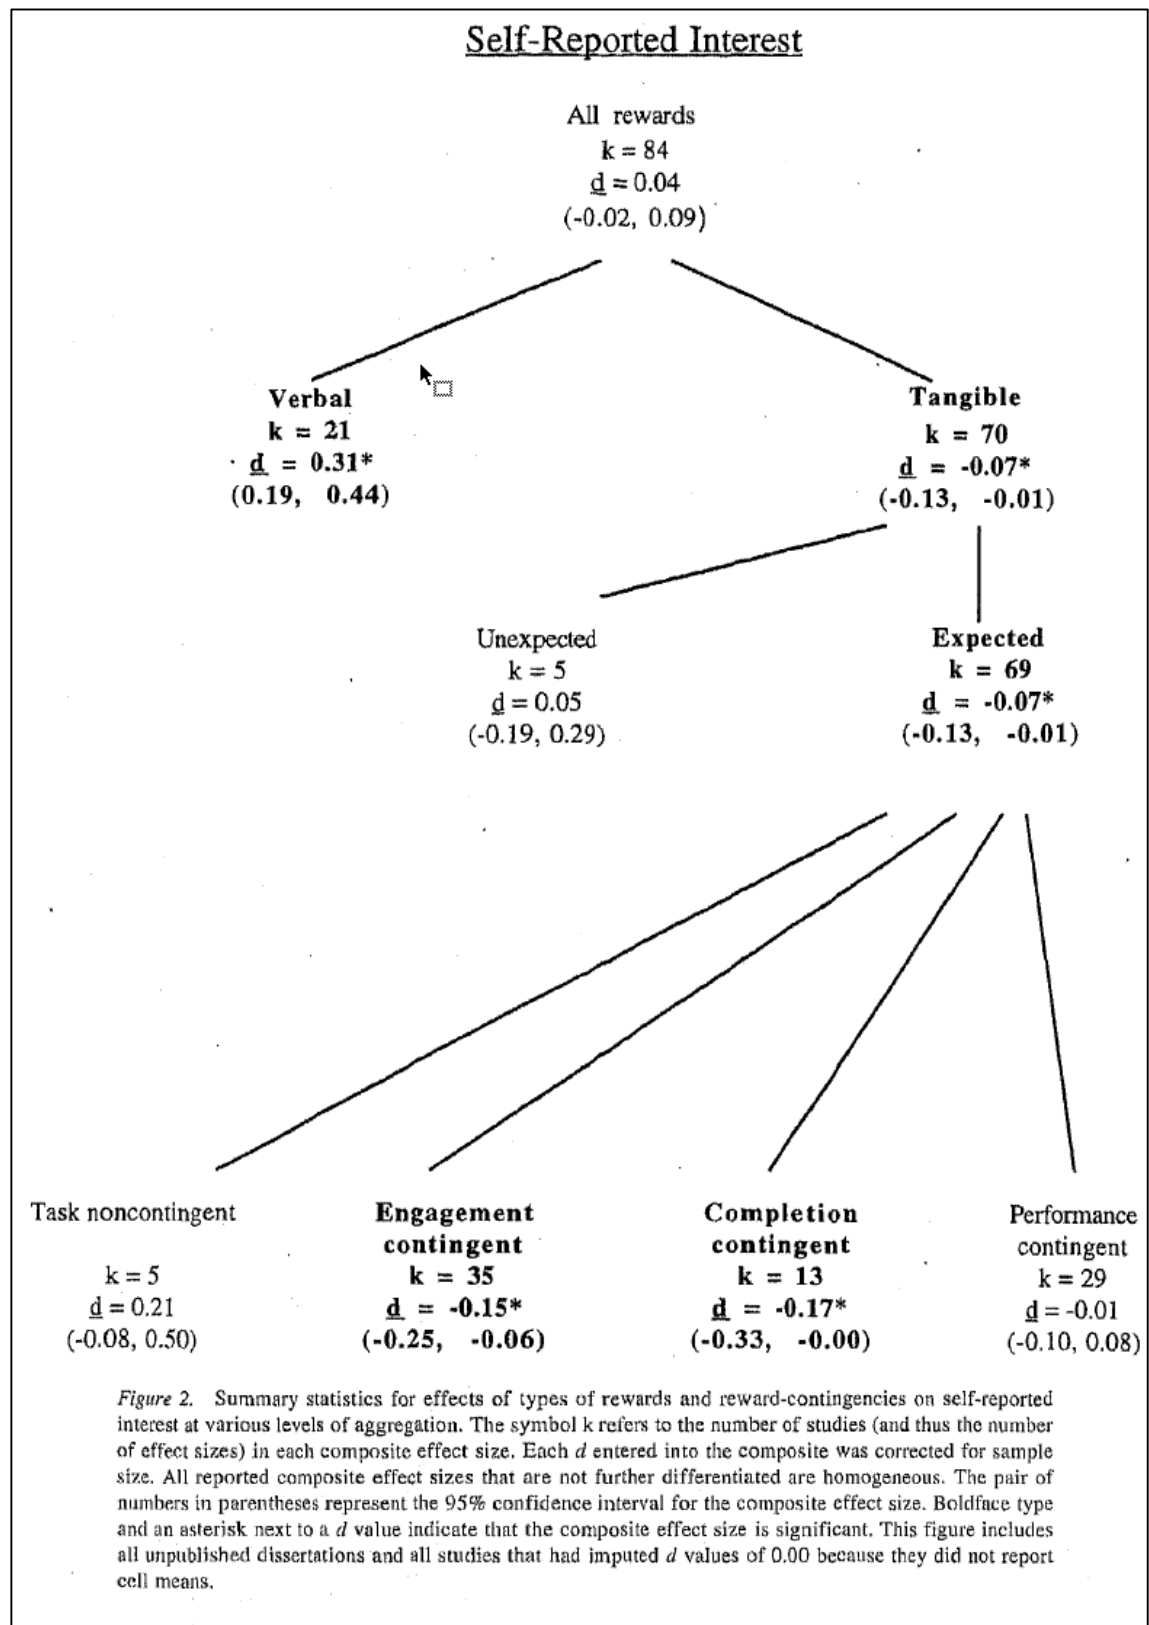 Self-Reported Interest
All rewards
k = 84
d = 0.04
(-0.02, 0.09)
Verbal
k = 21
d = 0.31*
(0.19, 0.44)
Tangible
k = 70
d = -0.07*
(-0.13, -0.01)
Unexpected
k = 5
d = 0.05
(-0.19, 0.29)
Expected
k = 69
d = -0.07*
(-0.13, -0.01)
Task noncontingent
k = 5
d = 0.21
(-0.08, 0.50)
Engagement
contingent
k = 35
d = -0.15*
(-0.25, -0.06)
Completion
contingent
k = 13
d = -0.17*
(-0.33, -0.00)
Performance
contingent
k = 29
d = -0.01
(-0.10, 0.08)
Figure 2. Summary statistics for effects of types of rewards and reward-contingencies on self-reported
interest at various levels of aggregation. The symbol k refers to the number of studies (and thus the number
of effect sizes) in each composite effect size. Each d entered into the composite was corrected for sample
size. All reported composite effect sizes that are not further differentiated are homogeneous. The pair of
numbers in parentheses represent the 95% confidence interval for the composite effect size. Boldface type
and an asterisk next to a d value indicate that the composite effect size is significant. This figure includes
all unpublished dissertations and all studies that had imputed d values of 0.00 because they did not report
cell means.